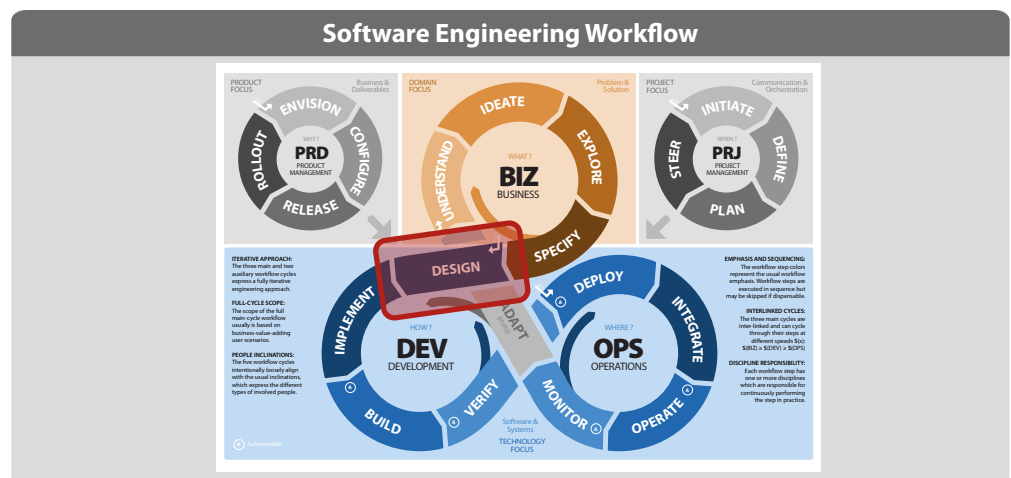 Software Engineering Workflow
PRODUCT
FOCUS
Business &
Deliverables
ENVISION
CONFIGURE
RELEASE
ROLLOUT
WHY ?
PRD
PRODUCT
MANAGEMENT
DOMAIN
FOCUS
Problem &
Solution
UNDERSTAND
IDEATE
EXPLORE
SPECIFY
WHAT ?
BIZ
BUSINESS
PROJECT
FOCUS
Communication &
Orchestration
INITIATE
DEFINE
PLAN
STEER
WHEN ?
PRJ
PROJECT
MANAGEMENT
ITERATIVE APPROACH:
The three main and two
auxiliary workflow cycles
express a fully iterative
engineering approach.
FULL-CYCLE SCOPE:
The scope of the full
main-cycle workflow
usually is based on
business-value-adding
user scenarios.
PEOPLE INCLINATIONS:
The five workflow cycles
intentionally loosely align
with the usual inclinations,
which express the different
types of involved people.
A Automatable
DESIGN
IMPLEMENT
A
BUILD
A
VERIFY
ADAPT
HOW ?
DEV
DEVELOPMENT
A
DEPLOY
INTEGRATE
A
OPERATE
A
MONITOR
WHERE ?
OPS
OPERATIONS
Software &
Systems
TECHNOLOGY
FOCUS
EMPHASIS AND SEQUENCING:
The workflow step colors
represent the usual workflow
emphasis. Workflow steps are
executed in sequence but
may be skipped if dispensable.
INTERLINKED CYCLES:
The three main cycles are
inter-linked and can cycle
through their steps at
different speeds S(x):
S(BIZ) ≥ S(DEV) ≥ S(OPS)
DISCIPLINE RESPONSIBILITY:
Each workflow step has
one or more disciplines
which are responsible for
continuously performing
the step in practice.